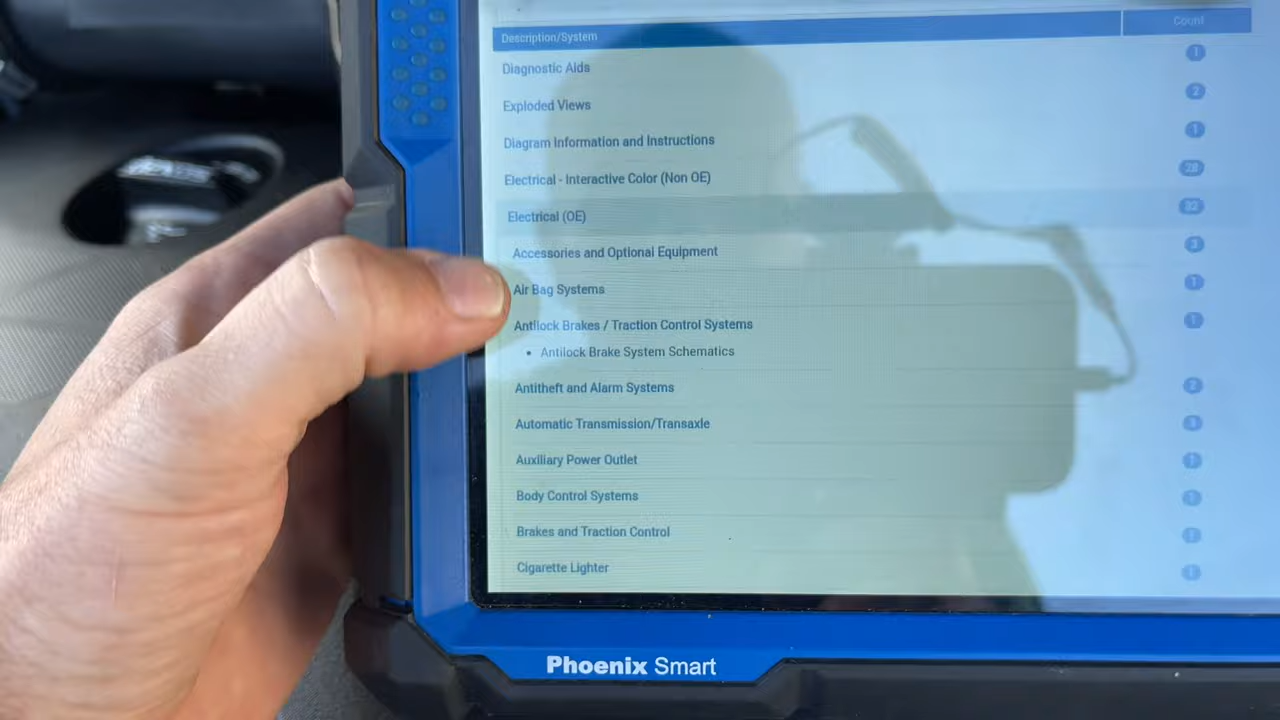 Description/System Count
Diagnostic Aids 1
Exploded Views 2
Diagram Information and Instructions 1
Electrical - Interactive Color (Non OE) 28
Electrical (OE)
Accessories and Optional Equipment 3
Air Bag Systems 1
Antilock Brakes / Traction Control Systems 1
• Antilock Brake System Schematics
Antitheft and Alarm Systems 2
Automatic Transmission/Transaxle 3
Auxiliary Power Outlet 1
Body Control Systems 1
Brakes and Traction Control
Cigarette Lighter 1
Phoenix Smart